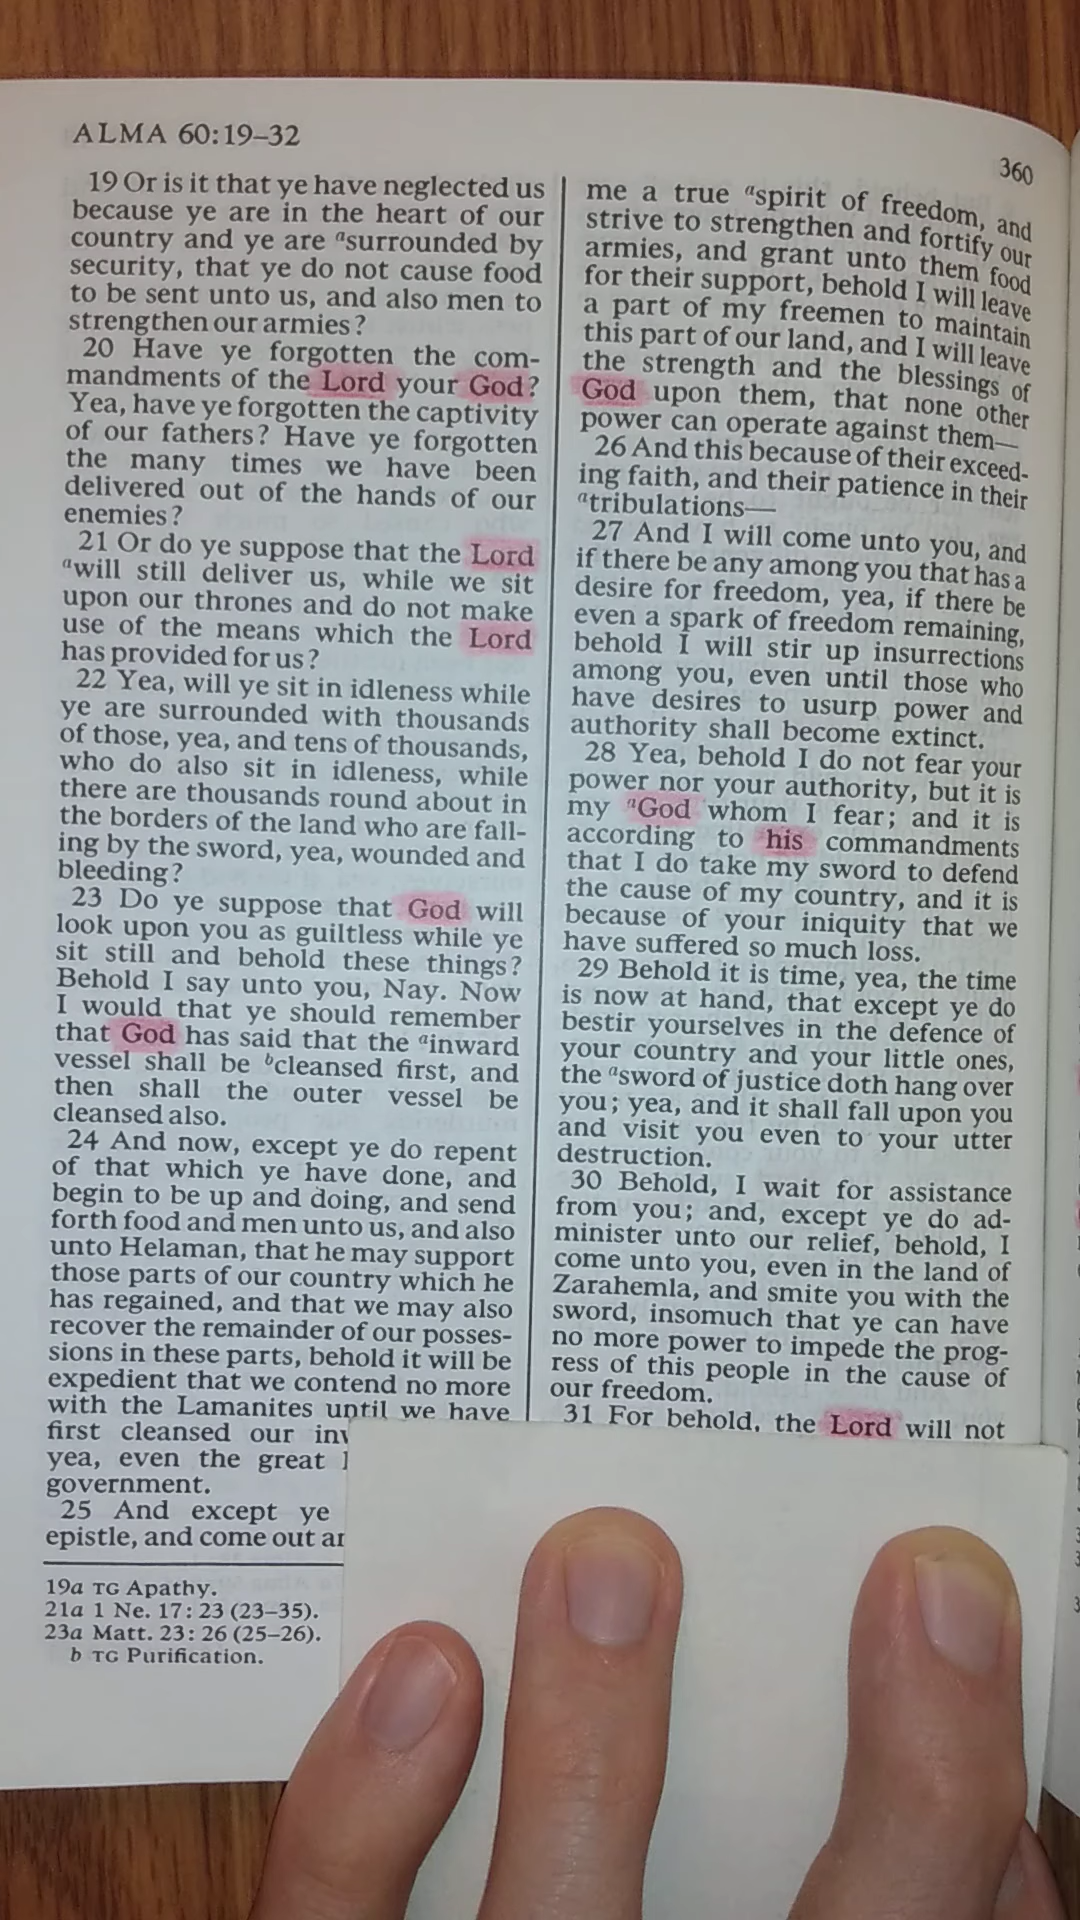 ALMA 60:19–32
360
19 Or is it that ye have neglected us
because ye are in the heart of our
country and ye are ᵃsurrounded by
security, that ye do not cause food
to be sent unto us, and also men to
strengthen our armies?
20 Have ye forgotten the com-
mandments of the Lord your God?
Yea, have ye forgotten the captivity
of our fathers? Have ye forgotten
the many times we have been
delivered out of the hands of our
enemies?
21 Or do ye suppose that the Lord
ᵃwill still deliver us, while we sit
upon our thrones and do not make
use of the means which the Lord
has provided for us?
22 Yea, will ye sit in idleness while
ye are surrounded with thousands
of those, yea, and tens of thousands,
who do also sit in idleness, while
there are thousands round about in
the borders of the land who are fall-
ing by the sword, yea, wounded and
bleeding?
23 Do ye suppose that God will
look upon you as guiltless while ye
sit still and behold these things?
Behold I say unto you, Nay. Now
I would that ye should remember
that God has said that the ᵃinward
vessel shall be ᵇcleansed first, and
then shall the outer vessel be
cleansed also.
24 And now, except ye do repent
of that which ye have done, and
begin to be up and doing, and send
forth food and men unto us, and also
unto Helaman, that he may support
those parts of our country which he
has regained, and that we may also
recover the remainder of our posses-
sions in these parts, behold it will be
expedient that we contend no more
with the Lamanites until we have
first cleansed our
yea, even the great
government.
25 And except ye
epistle, and come out
19a TG Apathy.
21a 1 Ne. 17: 23 (23–35).
23a Matt. 23: 26 (25–26).
b TG Purification.
me a true ᵃspirit of freedom, and
strive to strengthen and fortify our
armies, and grant unto them food
for their support, behold I will leave
a part of my freemen to maintain
this part of our land, and I will leave
the strength and the blessings of
God upon them, that none other
power can operate against them—
26 And this because of their exceed-
ing faith, and their patience in their
ᵃtribulations—
27 And I will come unto you, and
if there be any among you that has a
desire for freedom, yea, if there be
even a spark of freedom remaining,
behold I will stir up insurrections
among you, even until those who
have desires to usurp power and
authority shall become extinct.
28 Yea, behold I do not fear your
power nor your authority, but it is
my ᵃGod whom I fear; and it is
according to his commandments
that I do take my sword to defend
the cause of my country, and it is
because of your iniquity that we
have suffered so much loss.
29 Behold it is time, yea, the time
is now at hand, that except ye do
bestir yourselves in the defence of
your country and your little ones,
the ᵃsword of justice doth hang over
you; yea, and it shall fall upon you
and visit you even to your utter
destruction.
30 Behold, I wait for assistance
from you; and, except ye do ad-
minister unto our relief, behold, I
come unto you, even in the land of
Zarahemla, and smite you with the
sword, insomuch that ye can have
no more power to impede the prog-
ress of this people in the cause of
our freedom.
31 For behold, the Lord will not